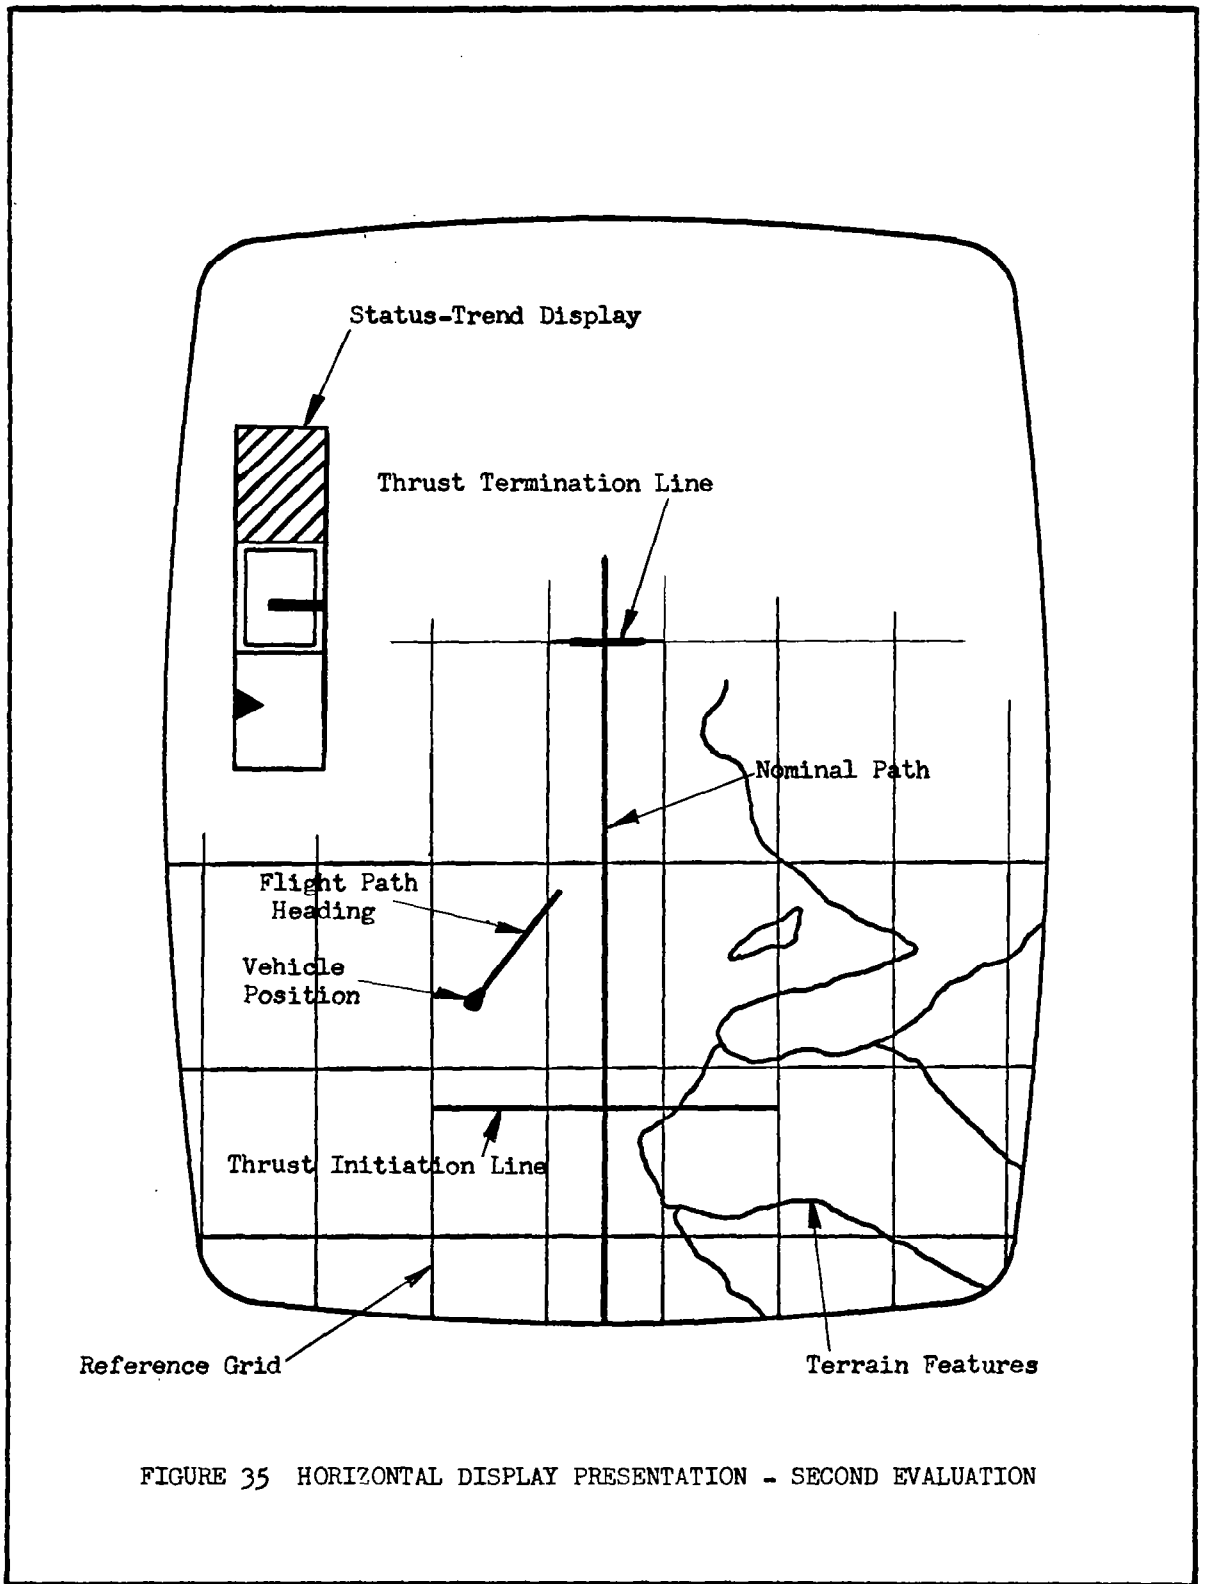 Status-Trend Display
Thrust Termination Line
Nominal Path
Flight Path
Heading
Vehicle
Position
Thrust Initiation Line
Reference Grid
Terrain Features
FIGURE 35 HORIZONTAL DISPLAY PRESENTATION - SECOND EVALUATION